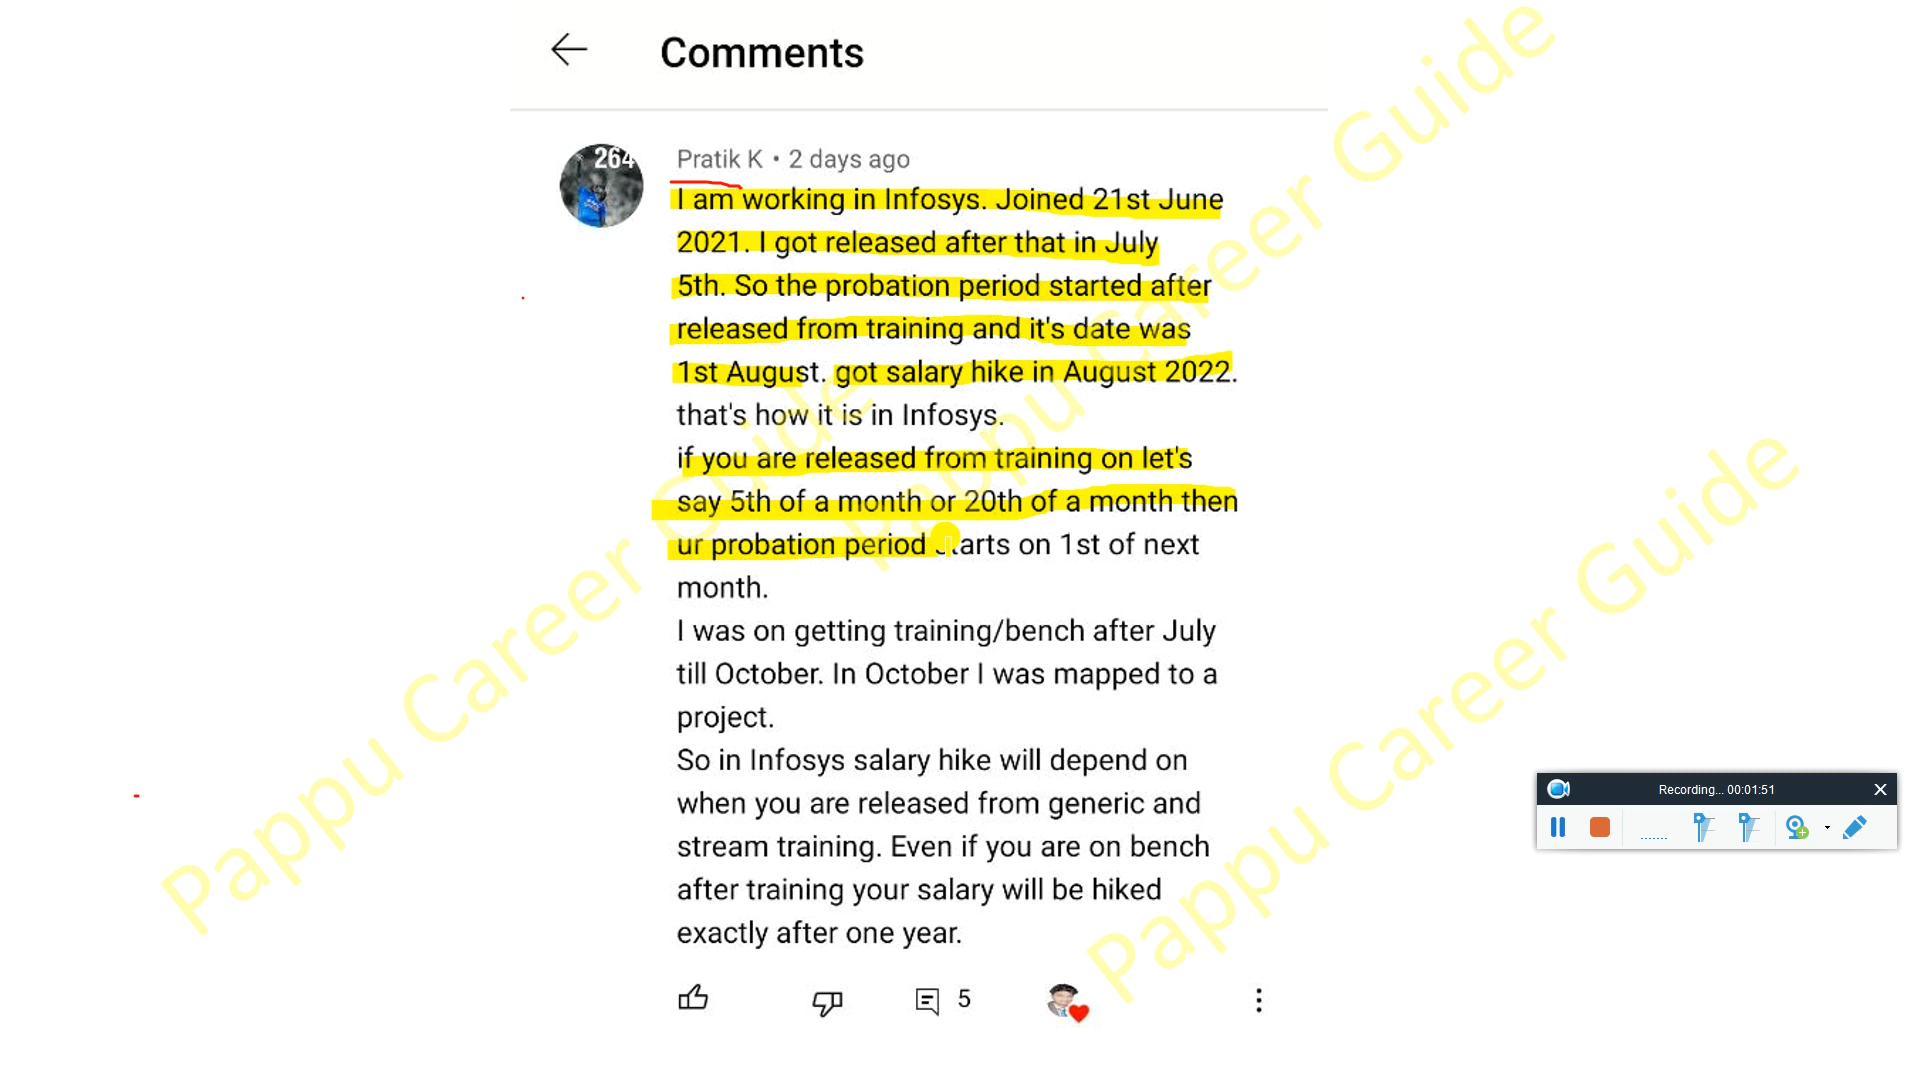 Comments
264
Pratik K • 2 days ago
I am working in Infosys. Joined 21st June
2021. I got released after that in July
5th. So the probation period started after
released from training and it's date was
1st August. got salary hike in August 2022.
that's how it is in Infosys.
if you are released from training on let's
say 5th of a month or 20th of a month then
ur probation period starts on 1st of next
month.
I was on getting training/bench after July
till October. In October I was mapped to a
project.
So in Infosys salary hike will depend on
when you are released from generic and
stream training. Even if you are on bench
after training your salary will be hiked
exactly after one year.
5
Recording... 00:01:51
Pappu Career Guide
Pappu Career Guide
Pappu Career Guide